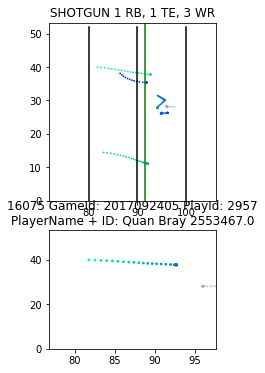 SHOTGUN 1 RB, 1 TE, 3 WR
50
40
30
20
10
0
80 90 100
16075 GameId: 2017092405 PlayId: 2957
PlayerName + ID: Quan Bray 2553467.0
40
20
0
80 85 90 95